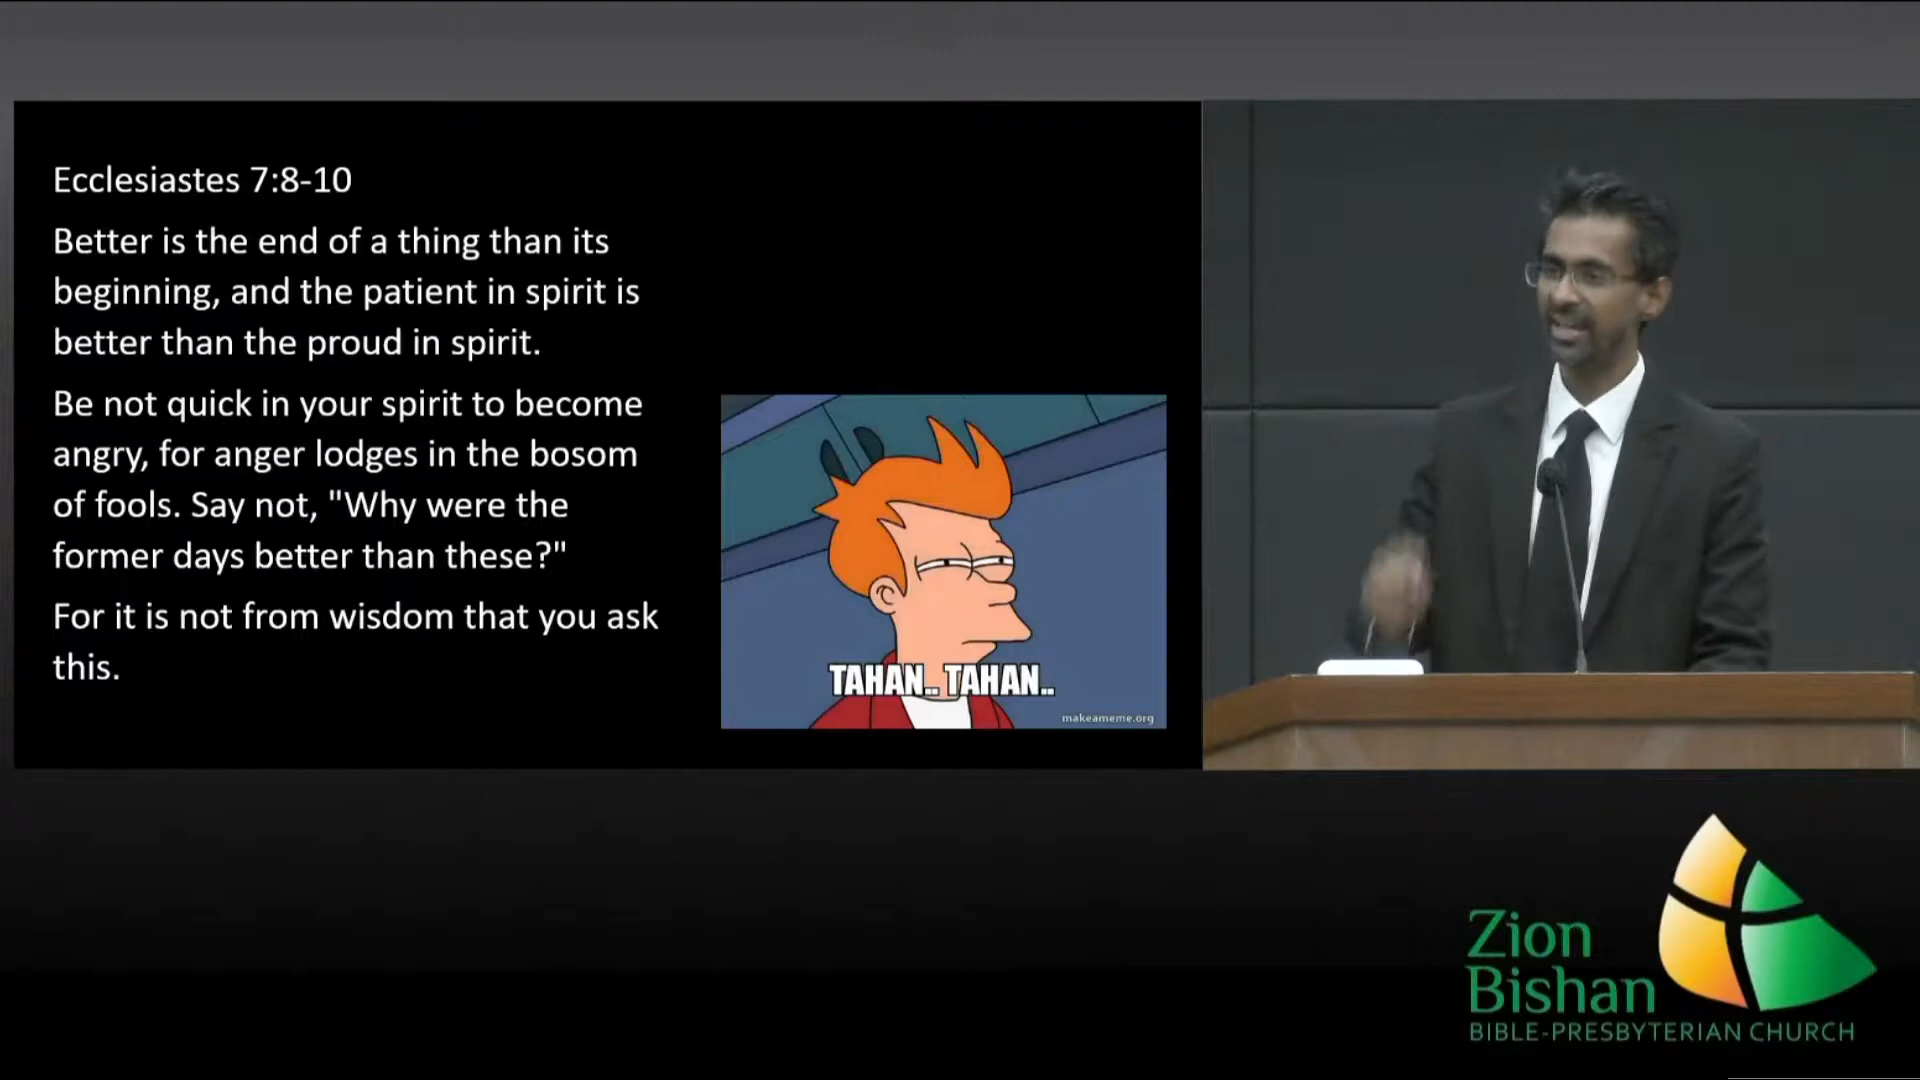 Ecclesiastes 7:8-10
Better is the end of a thing than its
beginning, and the patient in spirit is
better than the proud in spirit.
Be not quick in your spirit to become
angry, for anger lodges in the bosom
of fools. Say not, "Why were the
former days better than these?"
For it is not from wisdom that you ask
this.
TAHAN.. TAHAN..
makeameme.org
Zion
Bishan
BIBLE-PRESBYTERIAN CHURCH